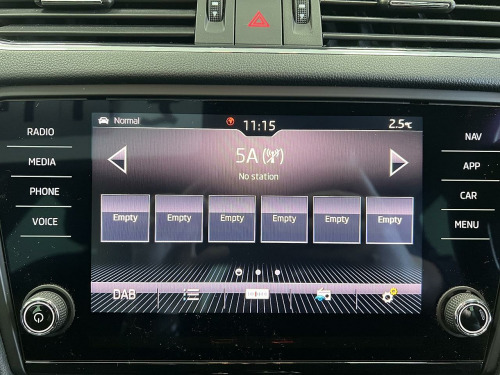 RADIO
MEDIA
PHONE
VOICE
Normal
11:15
2.5°C
5A
No station
Empty Empty Empty Empty Empty Empty
DAB
NAV
APP
CAR
MENU